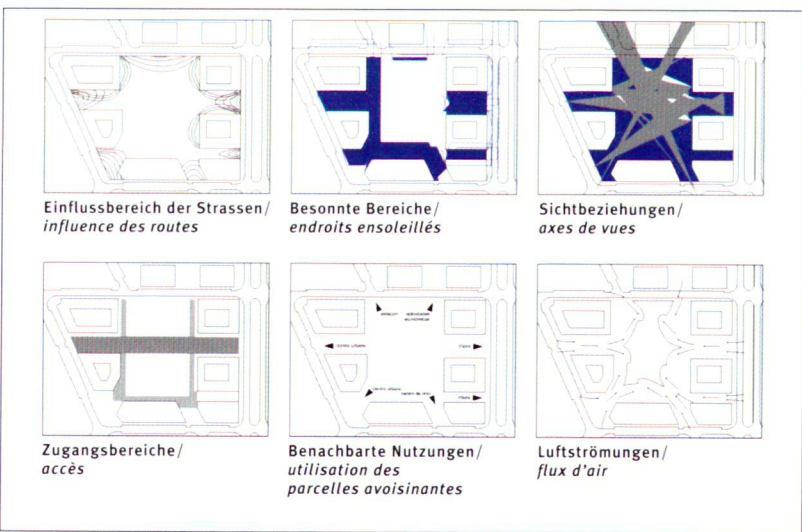 Einflussbereich der Strassen/
influence des routes
Besonnte Bereiche/
endroits ensoleillés
Sichtbeziehungen/
axes de vues
Zugangsbereiche/
accès
Benachbarte Nutzungen/
utilisation des
parcelles avoisinantes
Luftströmungen/
flux d'air